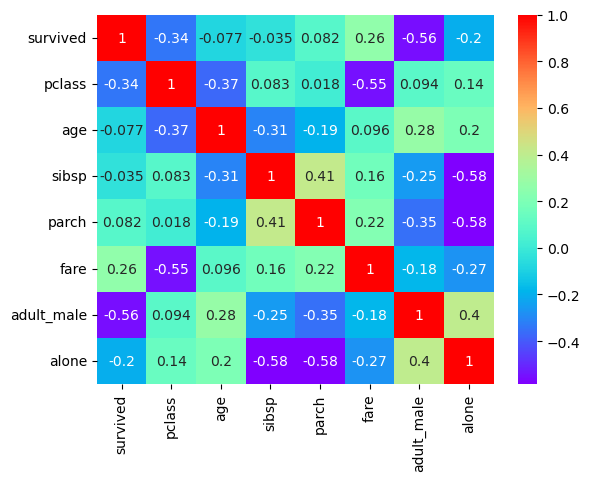 survived 1 -0.34 -0.077 -0.035 0.082 0.26 -0.56 -0.2
pclass -0.34 1 -0.37 0.083 0.018 -0.55 0.094 0.14
age -0.077 -0.37 1 -0.31 -0.19 0.096 0.28 0.2
sibsp -0.035 0.083 -0.31 1 0.41 0.16 -0.25 -0.58
parch 0.082 0.018 -0.19 0.41 1 0.22 -0.35 -0.58
fare 0.26 -0.55 0.096 0.16 0.22 1 -0.18 -0.27
adult_male -0.56 0.094 0.28 -0.25 -0.35 -0.18 1 0.4
alone -0.2 0.14 0.2 -0.58 -0.58 -0.27 0.4 1
survived pclass age sibsp parch fare adult_male alone
1.0
0.8
0.6
0.4
0.2
0.0
−0.2
−0.4